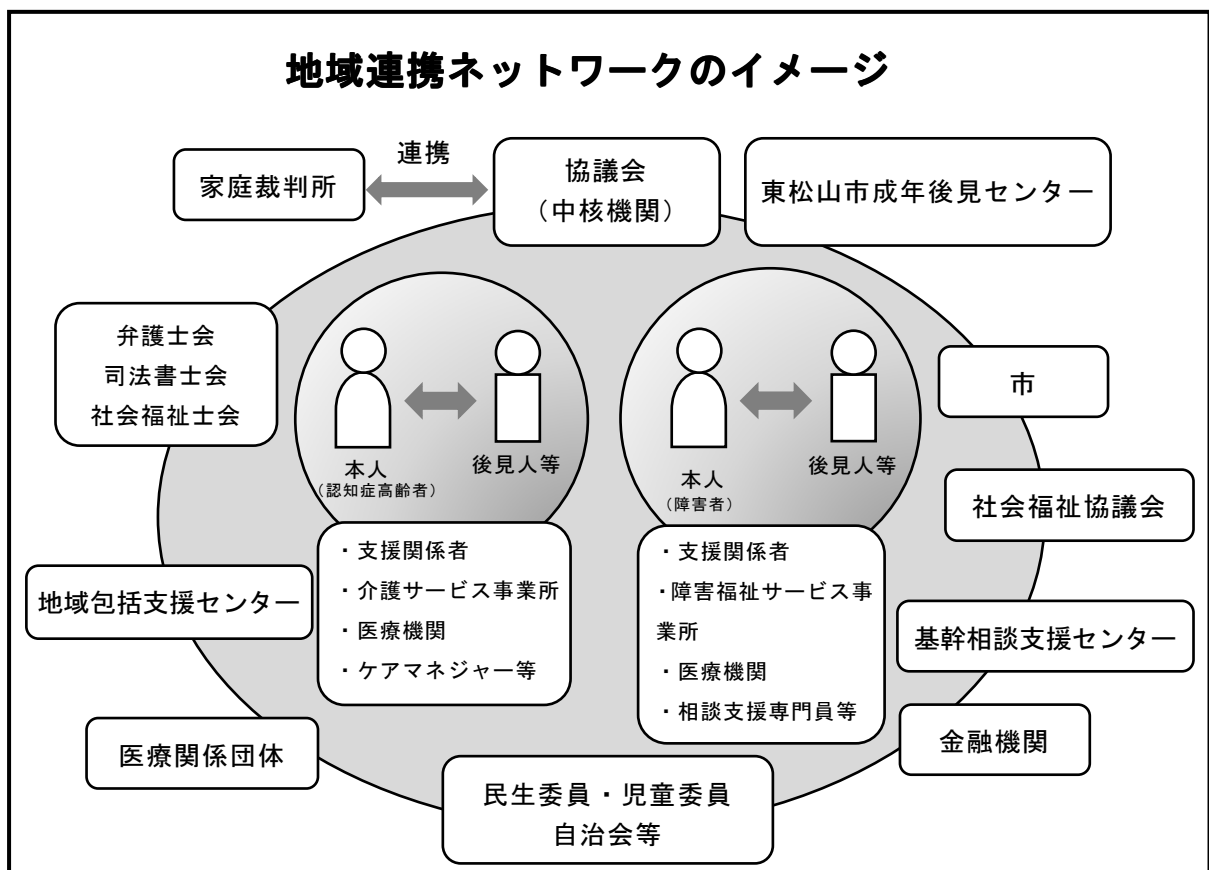 地域連携ネットワークのイメージ
家庭裁判所
連携
協議会
（中核機関）
東松山市成年後見センター
弁護士会
司法書士会
社会福祉士会
市
本人
（認知症高齢者）
後見人等
本人
（障害者）
後見人等
社会福祉協議会
・支援関係者
・介護サービス事業所
・医療機関
・ケアマネジャー等
・支援関係者
・障害福祉サービス事
業所
・医療機関
・相談支援専門員等
地域包括支援センター
基幹相談支援センター
医療関係団体
金融機関
民生委員・児童委員
自治会等